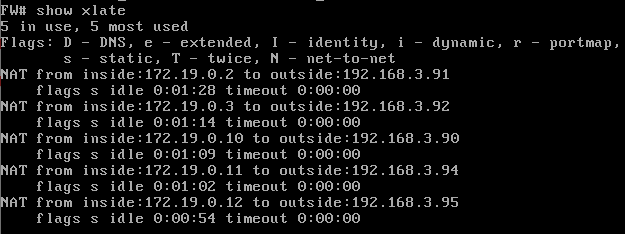 FW# show xlate
5 in use, 5 most used
Flags: D - DNS, e - extended, I - identity, i - dynamic, r - portmap,
s - static, T - twice, N - net-to-net
NAT from inside:172.19.0.2 to outside:192.168.3.91
flags s idle 0:01:28 timeout 0:00:00
NAT from inside:172.19.0.3 to outside:192.168.3.92
flags s idle 0:01:14 timeout 0:00:00
NAT from inside:172.19.0.10 to outside:192.168.3.90
flags s idle 0:01:09 timeout 0:00:00
NAT from inside:172.19.0.11 to outside:192.168.3.94
flags s idle 0:01:02 timeout 0:00:00
NAT from inside:172.19.0.12 to outside:192.168.3.95
flags s idle 0:00:54 timeout 0:00:00